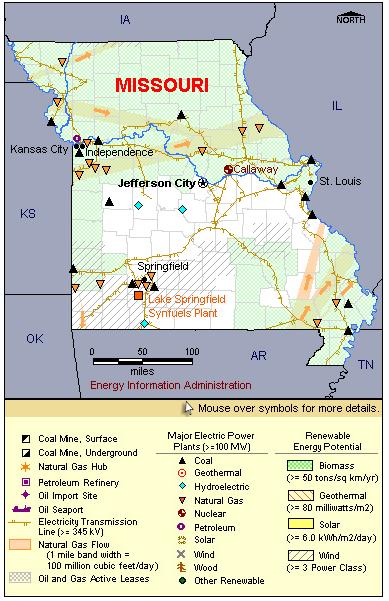 IA
NORTH
MISSOURI
IL
Kansas City
Independence
Callaway
Jefferson City
St. Louis
KS
Springfield
Lake Springfield
Synfuels Plant
OK
AR
TN
0 50 100
miles
Energy Information Administration
Mouse over symbols for more details.
Coal Mine, Surface
Coal Mine, Underground
Natural Gas Hub
Petroleum Refinery
Oil Import Site
Oil Seaport
Electricity Transmission
Line (>= 345 kV)
Natural Gas Flow
(1 mile band width =
100 million cubic feet/day)
Oil and Gas Active Leases
Major Electric Power
Plants (>=100 MW)
Coal
Geothermal
Hydroelectric
Natural Gas
Nuclear
Petroleum
Solar
Wind
Wood
Other Renewable
Renewable
Energy Potential
Biomass
(>= 50 tons/sq km/yr)
Geothermal
(>= 80 milliwatts/m2)
Solar
(>= 6.0 kWh/m2/day)
Wind
(>= 3 Power Class)